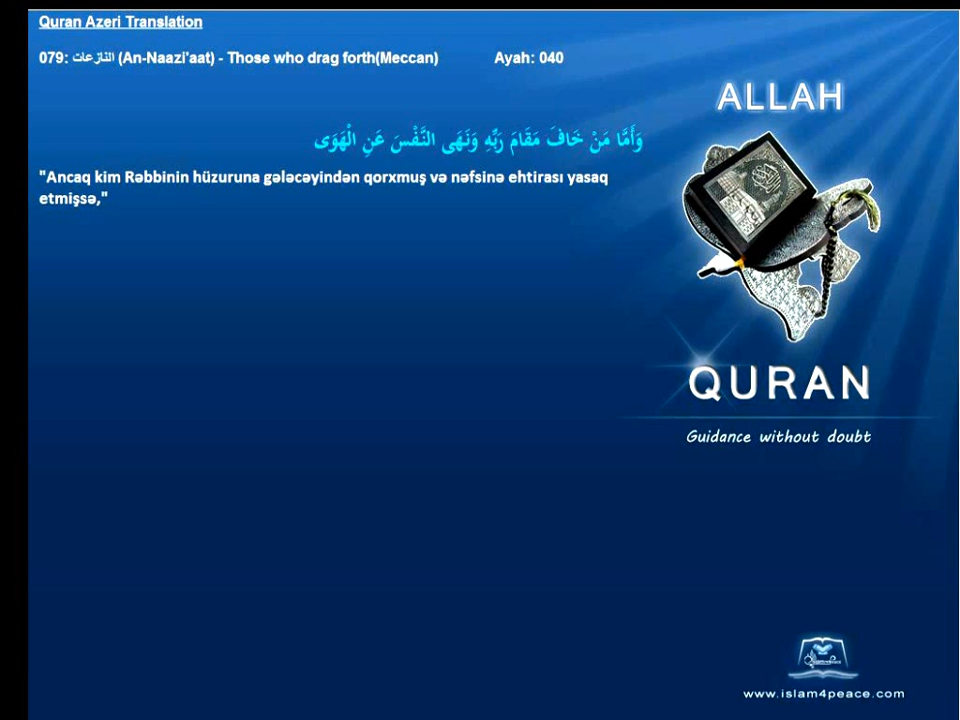 Quran Azeri Translation
079: النازعات (An-Naazi'aat) - Those who drag forth(Meccan) Ayah: 040
وَأَمَّا مَنْ خَافَ مَقَامَ رَبِّهِ وَنَهَى النَّفْسَ عَنِ الْهَوَى
"Ancaq kim Rəbbinin hüzuruna gələcəyindən qorxmuş və nəfsinə ehtirası yasaq
etmişsə,"
ALLAH
QURAN
Guidance without doubt
www.islam4peace.com